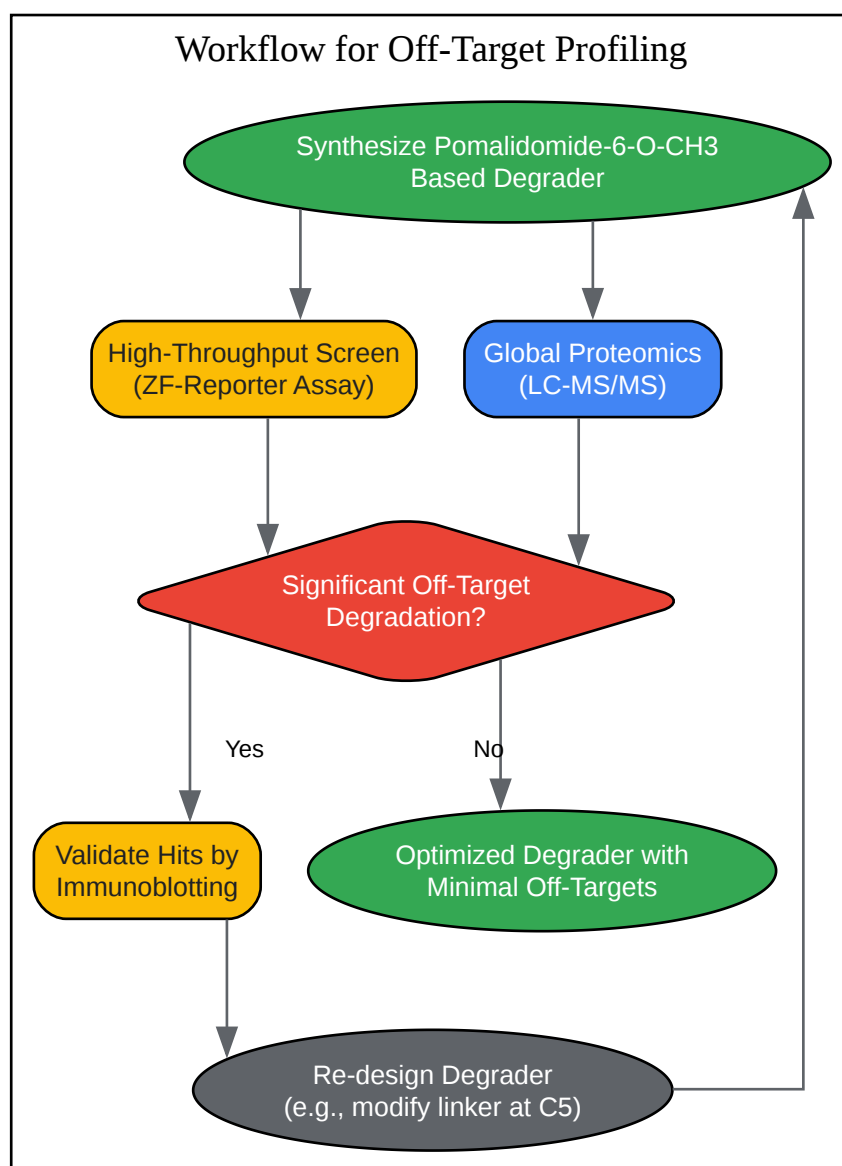 Workflow for Off-Target Profiling
Synthesize Pomalidomide-6-O-CH3
Based Degrader
High-Throughput Screen
(ZF-Reporter Assay)
Global Proteomics
(LC-MS/MS)
Significant Off-Target
Degradation?
Yes
No
Validate Hits by
Immunoblotting
Optimized Degrader with
Minimal Off-Targets
Re-design Degrader
(e.g., modify linker at C5)